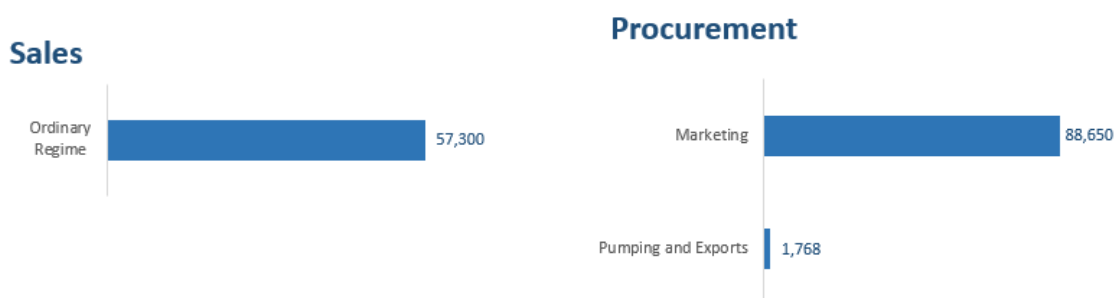 Sales
Ordinary
Regime
57,300
Procurement
Marketing
88,650
Pumping and Exports
1,768